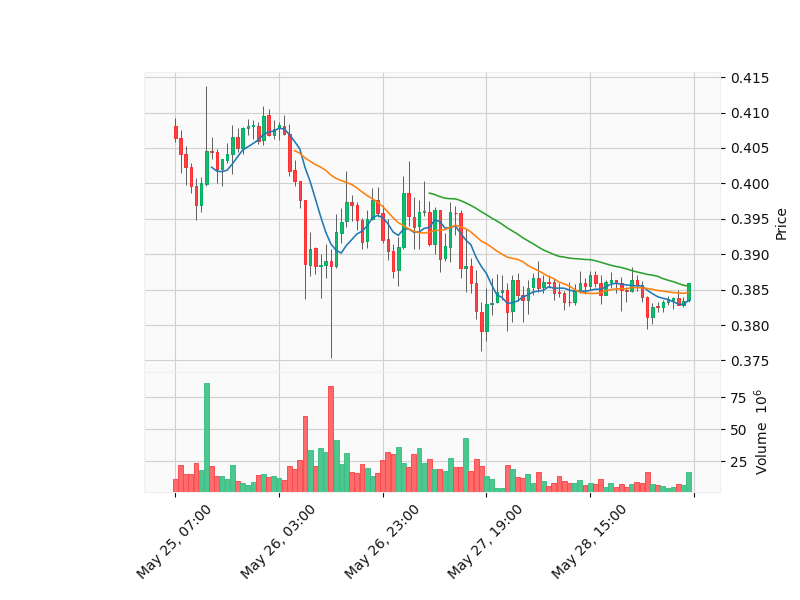 0.415
0.410
0.405
0.400
0.395
0.390
0.385
0.380
0.375
Price
75
50
25
Volume 10^6
May 25, 07:00
May 26, 03:00
May 26, 23:00
May 27, 19:00
May 28, 15:00